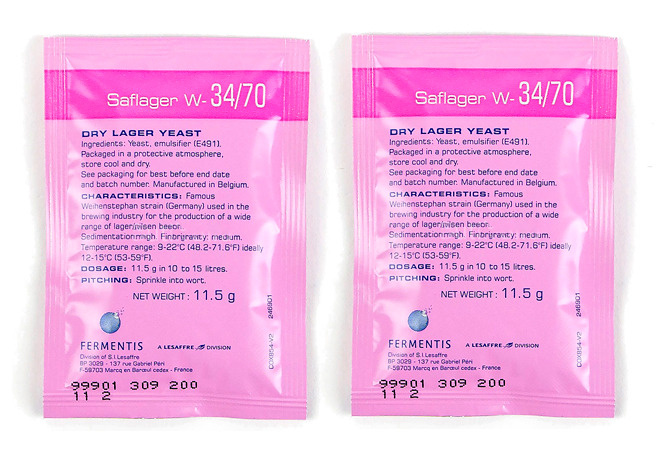 Saflager W- 34/70
DRY LAGER YEAST
Ingredients: Yeast, emulsifier (E491).
Packaged in a protective atmosphere,
store cool and dry.
See packaging for best before end date
and batch number. Manufactured in Belgium.
CHARACTERISTICS: Famous
Weihenstephan strain (Germany) used in the
brewing industry for the production of a wide
range of lager/pilsen
Sedimentation: medium.
Temperature range: 9-22°C (48.2-71.6°F) ideally
12-15°C (53-59°F).
DOSAGE: 11.5 g in 10 to 15 litres.
PITCHING: Sprinkle into wort.
NET WEIGHT : 11.5 g
246901
FERMENTIS
A LESAFFRE DIVISION
Division of S.I.Lesaffre
BP 3029 - 137 rue Gabriel Péri
F-59703 Marcq en Barœul cedex - France
99901 309 200
11 2
Saflager W- 34/70
DRY LAGER YEAST
Ingredients: Yeast, emulsifier (E491).
Packaged in a protective atmosphere,
store cool and dry.
See packaging for best before end date
and batch number. Manufactured in Belgium.
CHARACTERISTICS: Famous
Weihenstephan strain (Germany) used in the
brewing industry for the production of a wide
range of lager/pilsen
Sedimentation: medium.
Temperature range: 9-22°C (48.2-71.6°F) ideally
12-15°C (53-59°F).
DOSAGE: 11.5 g in 10 to 15 litres.
PITCHING: Sprinkle into wort.
NET WEIGHT : 11.5 g
246901
FERMENTIS
A LESAFFRE DIVISION
Division of S.I.Lesaffre
BP 3029 - 137 rue Gabriel Péri
F-59703 Marcq en Barœul cedex - France
99901 309 200
11 2